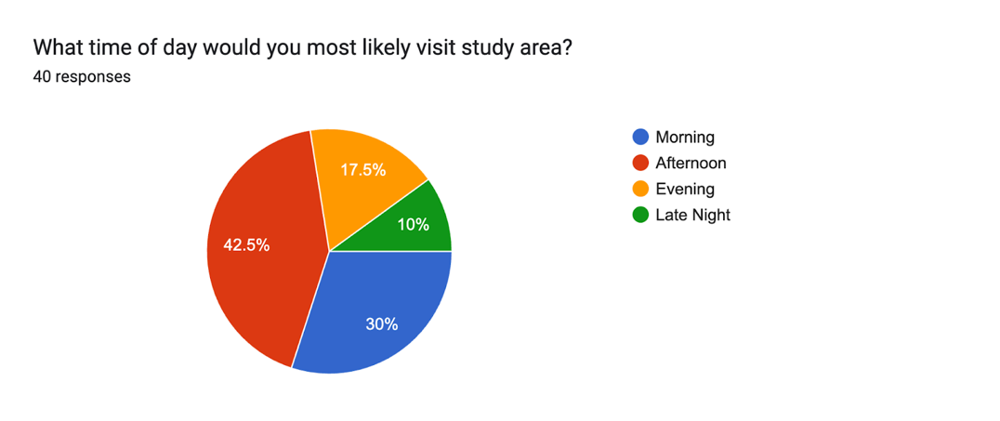 What time of day would you most likely visit study area?
40 responses
17.5%
10%
42.5%
30%
Morning
Afternoon
Evening
Late Night